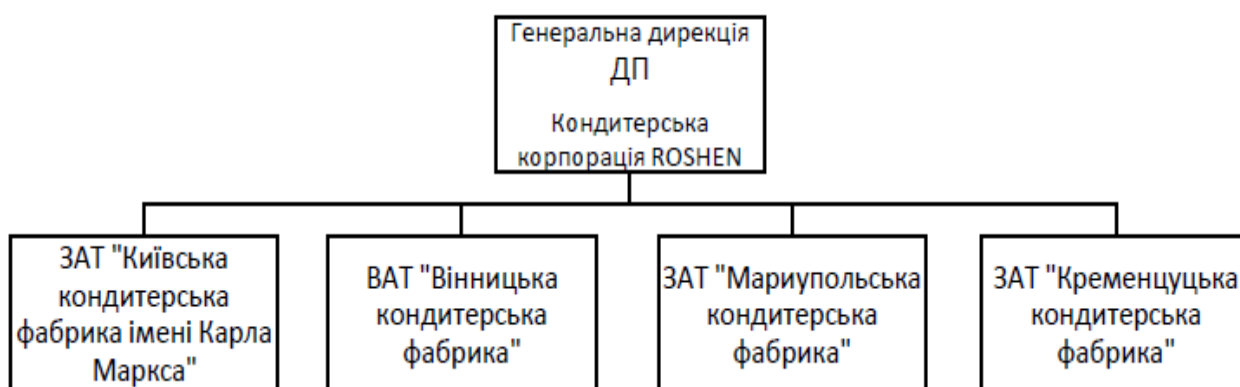 Генеральна дирекція
ДП
Кондитерська
корпорація ROSHEN
ЗАТ "Київська
кондитерська
фабрика імені Карла
Маркса"
ВАТ "Вінницька
кондитерська
фабрика"
ЗАТ "Мариупольська
кондитерська
фабрика"
ЗАТ "Кременцуцька
кондитерська
фабрика"